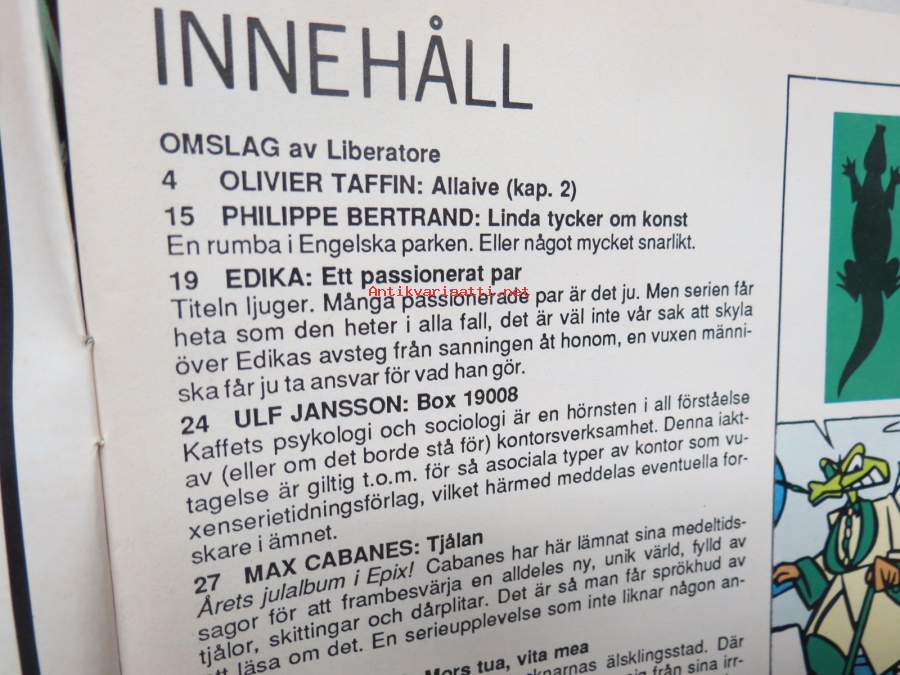 INNEHÅLL
OMSLAG av Liberatore
4 OLIVIER TAFFIN: Allaive (kap. 2)
15 PHILIPPE BERTRAND: Linda tycker om konst
En rumba i Engelska parken. Eller något mycket snarlikt.
19 EDIKA: Ett passionerat par
Antikvariaatti.net
Titeln ljuger. Många passionerade par är det ju. Men serien får
heta som den heter i alla fall, det är väl inte vår sak att skyla
över Edikas avsteg från sanningen åt honom, en vuxen männi-
ska får ju ta ansvar för vad han gör.
24 ULF JANSSON: Box 19008
Kaffets psykologi och sociologi är en hörnsten i all förståelse
av (eller om det borde stå för) kontorsverksamhet. Denna iakt-
tagelse är giltig t.o.m. för så asociala typer av kontor som vu-
xenserietidningsförlag, vilket härmed meddelas eventuella for-
skare i ämnet.
27 MAX CABANES: Tjålan
Årets julalbum i Epix! Cabanes har här lämnat sina medeltids-
sagor för att frambesvärja en alldeles ny, unik värld, fylld av
tjålor, skittingar och dårplitar. Det är så man får språkhud av
att läsa om det. En serieupplevelse som inte liknar någon an-
Mors tua, vita mea
älsklingsstad. Där
från sina irr-